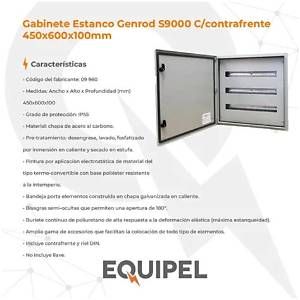 Gabinete Estanco Genrod S9000 C/contrafrente
450x600x100mm
Características
• Código del fabricante: 09 960
• Medidas: Ancho x Alto x Profundidad (mm)
450x600x100
• Grado de protección: IP65
• Material: chapa de acero al carbono.
• Pre-tratamiento: desengrase, lavado, fosfatizado
por inmersión en caliente y secado en estufa.
• Pintura por aplicación electrostática de material del
tipo termo-convertible con base poliéster resistente
a la intemperie.
• Bandeja porta elementos construida en chapa galvanizada en caliente.
• Bisagras semi-ocultas que permiten una apertura de 180°.
• Burlete continuo de poliuretano de alta respuesta a la deformación elástica (máxima estanqueidad).
• Amplia gama de accesorios que facilitan la colocación de todo tipo de elementos.
• Incluye contrafrente y riel DIN.
• No incluye llave.
EQUIPEL